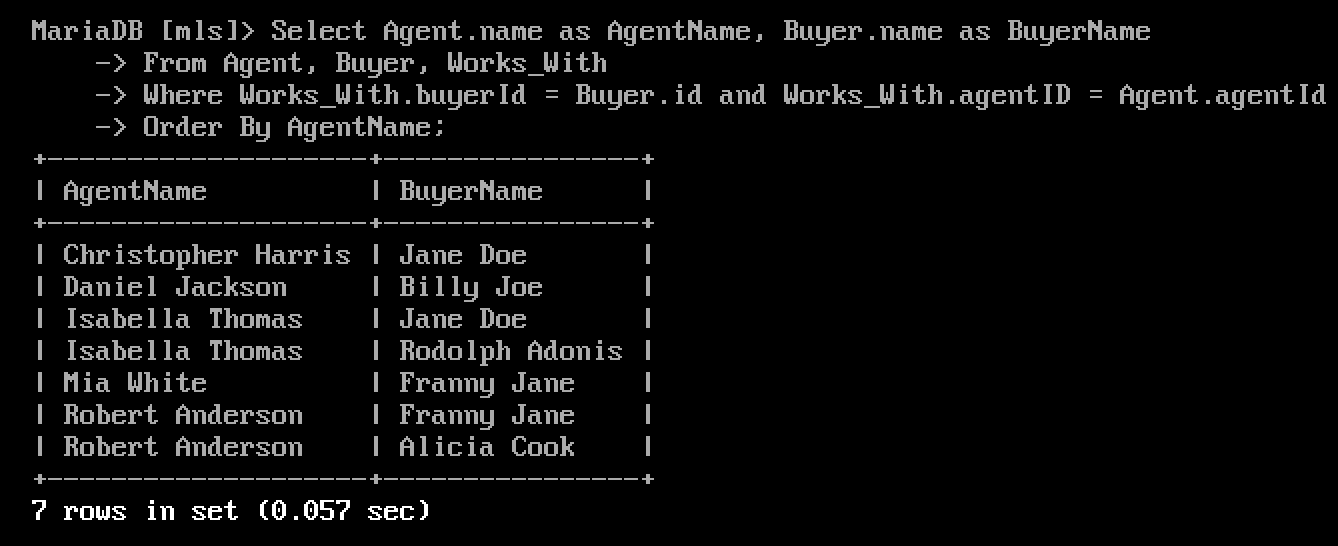 MariaDB [mls]> Select Agent.name as AgentName, Buyer.name as BuyerName
    -> From Agent, Buyer, Works_With
    -> Where Works_With.buyerId = Buyer.id and Works_With.agentID = Agent.agentId
    -> Order By AgentName;
+--------------------+----------------+
| AgentName          | BuyerName      |
+--------------------+----------------+
| Christopher Harris | Jane Doe       |
| Daniel Jackson     | Billy Joe      |
| Isabella Thomas    | Jane Doe       |
| Isabella Thomas    | Rodolph Adonis |
| Mia White          | Franny Jane    |
| Robert Anderson    | Franny Jane    |
| Robert Anderson    | Alicia Cook    |
+--------------------+----------------+
7 rows in set (0.057 sec)